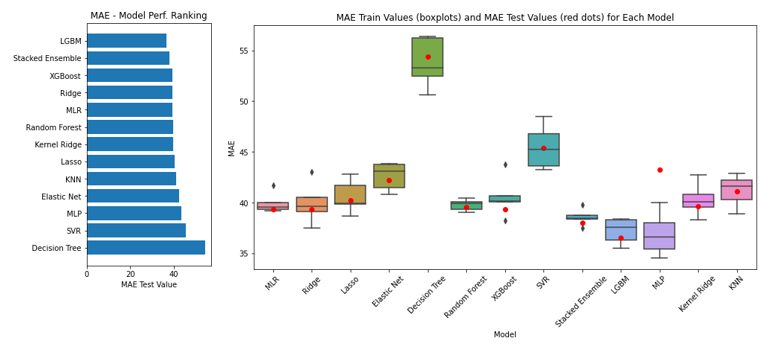 MAE - Model Perf. Ranking
LGBM
Stacked Ensemble
XGBoost
Ridge
MLR
Random Forest
Kernel Ridge
Lasso
KNN
Elastic Net
MLP
SVR
Decision Tree
0 20 40
MAE Test Value
MAE Train Values (boxplots) and MAE Test Values (red dots) for Each Model
MAE
55
50
45
40
35
MLR Ridge Lasso Elastic Net Decision Tree Random Forest XGBoost SVR Stacked Ensemble LGBM MLP Kernel Ridge KNN
Model